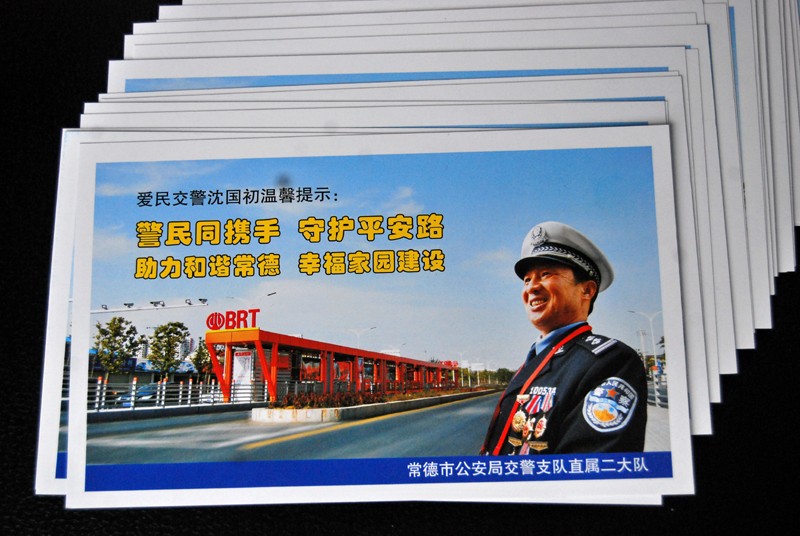 爱民交警沈国初温馨提示：
警民同携手 守护平安路
助力和谐常德 幸福家园建设
BRT
100534
常德市公安局交警支队直属二大队